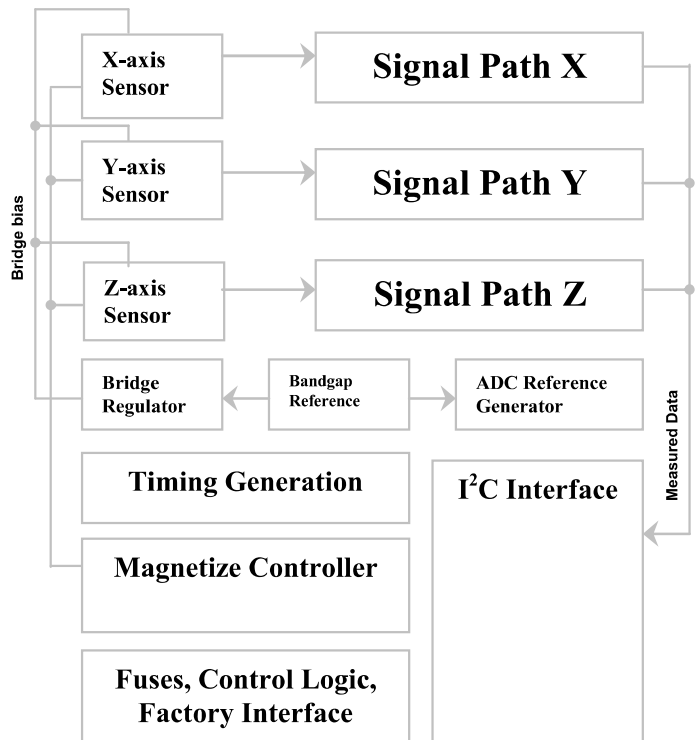 X-axis
Sensor
Signal Path X
Y-axis
Sensor
Signal Path Y
Bridge bias
Z-axis
Sensor
Signal Path Z
Bridge
Regulator
Bandgap
Reference
ADC Reference
Generator
Measured Data
Timing Generation
I²C Interface
Magnetize Controller
Fuses, Control Logic,
Factory Interface